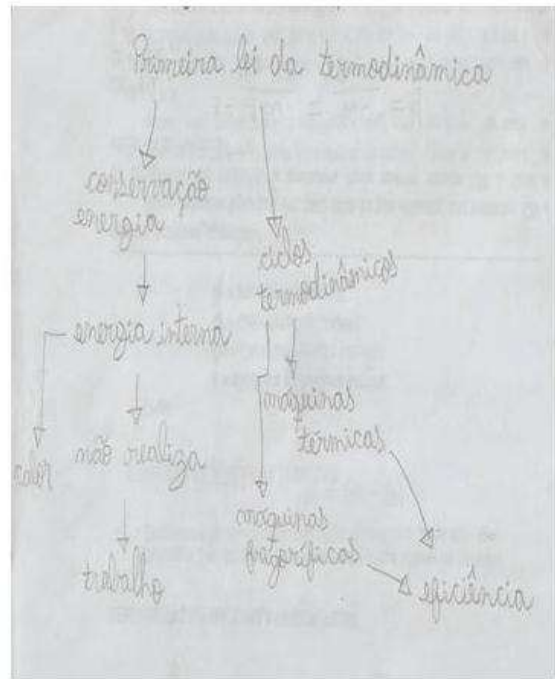 Primeira lei da termodinâmica
conservação
energia
ciclos
termodinâmicos
energia interna
máquinas
térmicas
calor
não realiza
máquinas
frigoríficas
trabalho
eficiência